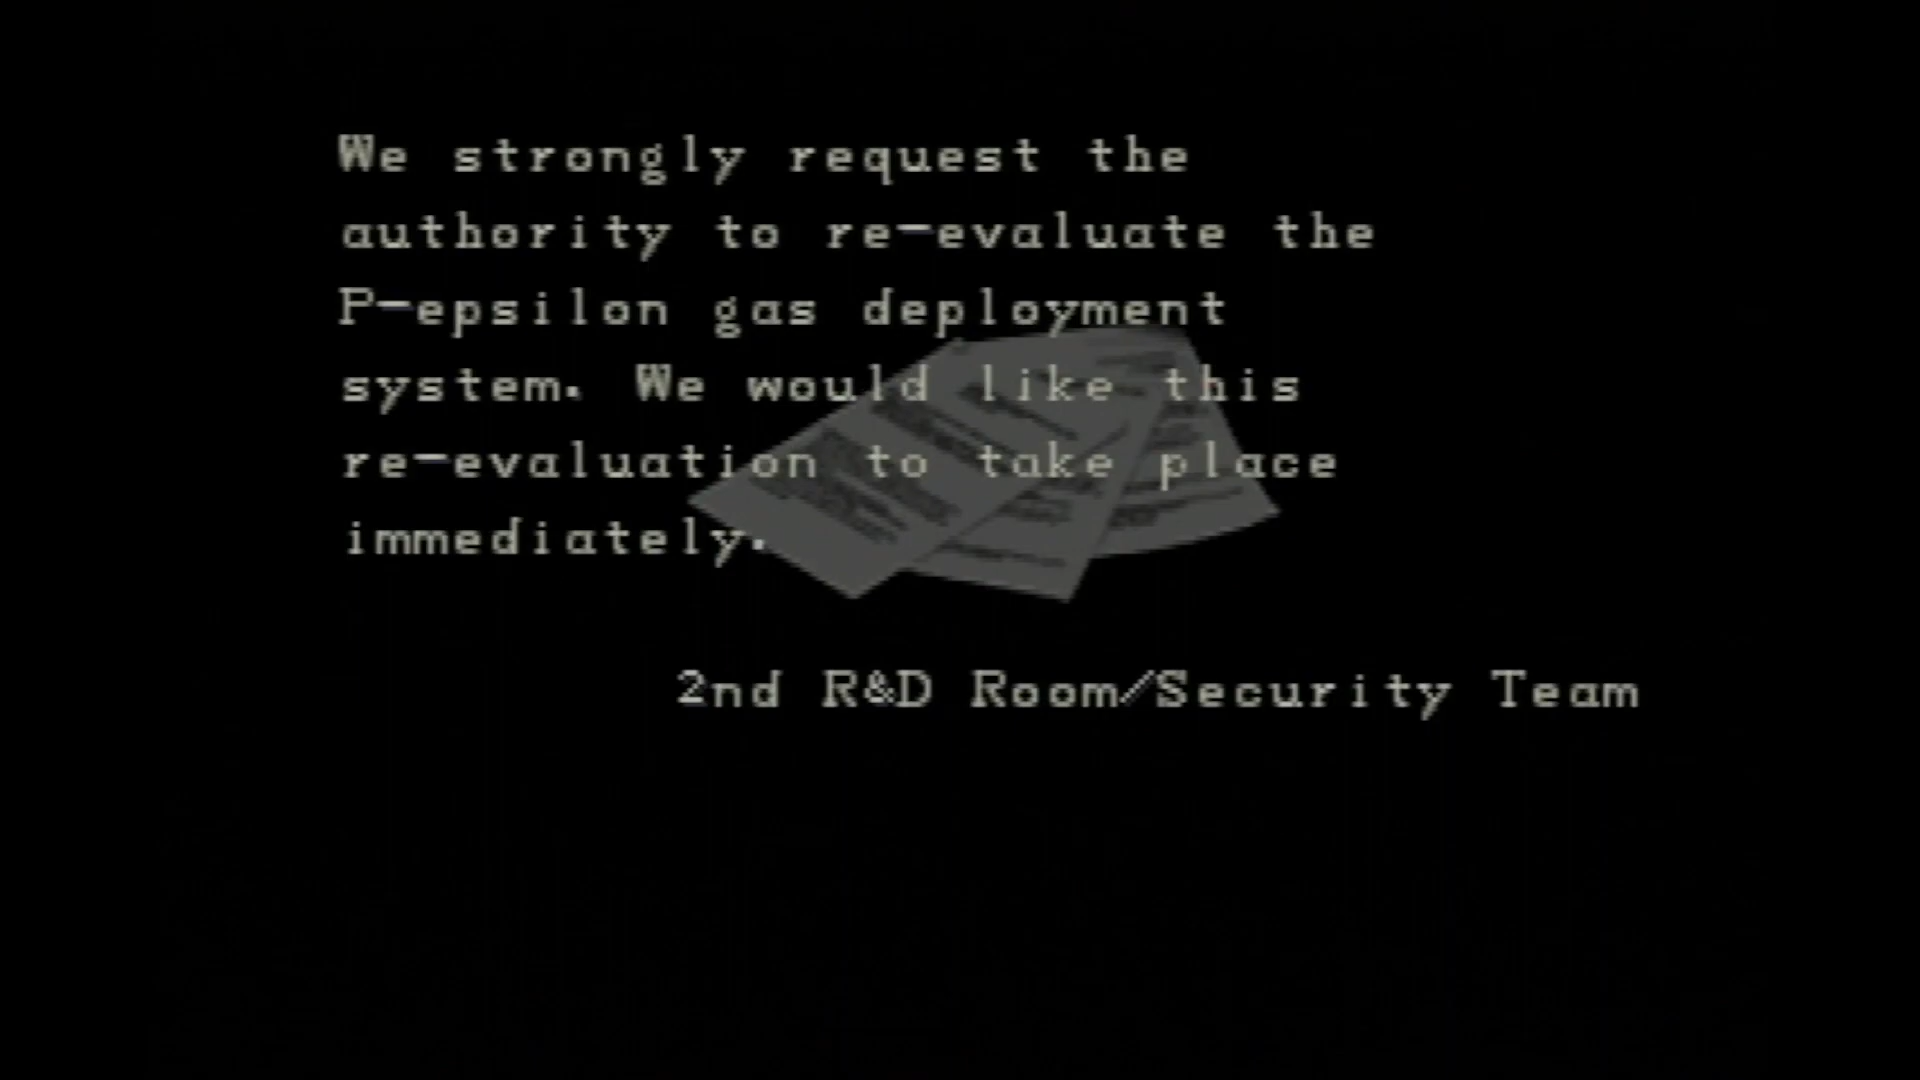 We strongly request the
authority to re-evaluate the
P-epsilon gas deployment
system. We would like this
re-evaluation to take place
immediately.
2nd R&D Room/Security Team